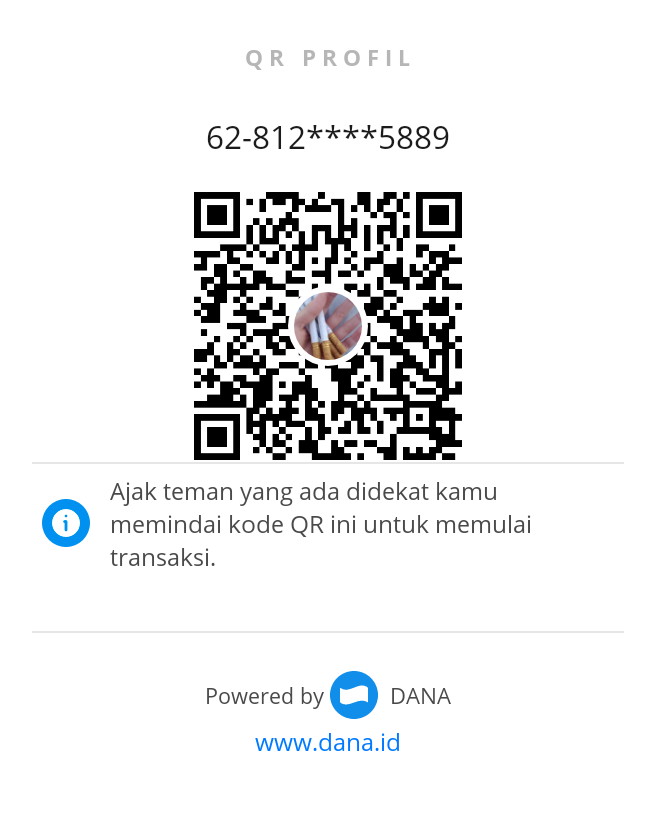 QR PROFIL
62-812****5889
Ajak teman yang ada didekat kamu
memindai kode QR ini untuk memulai
transaksi.
Powered by DANA
www.dana.id